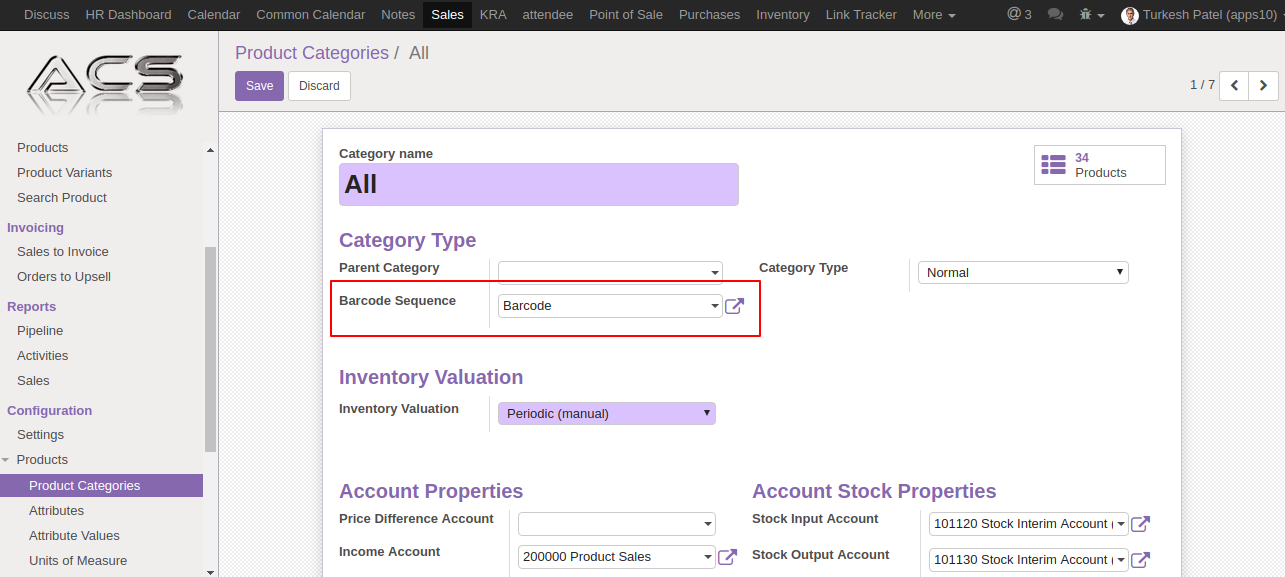 Discuss HR Dashboard Calendar Common Calendar Notes Sales KRA attendee Point of Sale Purchases Inventory Link Tracker More @ 3 Turkesh Patel (apps10)
ACS
Product Categories / All
Save Discard
1 / 7
Products
Product Variants
Search Product
Invoicing
Sales to Invoice
Orders to Upsell
Reports
Pipeline
Activities
Sales
Configuration
Settings
Products
Product Categories
Attributes
Attribute Values
Units of Measure
Category name
All
34
Products
Category Type
Parent Category
Category Type Normal
Barcode Sequence Barcode
Inventory Valuation
Inventory Valuation Periodic (manual)
Account Properties
Price Difference Account
Income Account 200000 Product Sales
Account Stock Properties
Stock Input Account 101120 Stock Interim Account (
Stock Output Account 101130 Stock Interim Account (